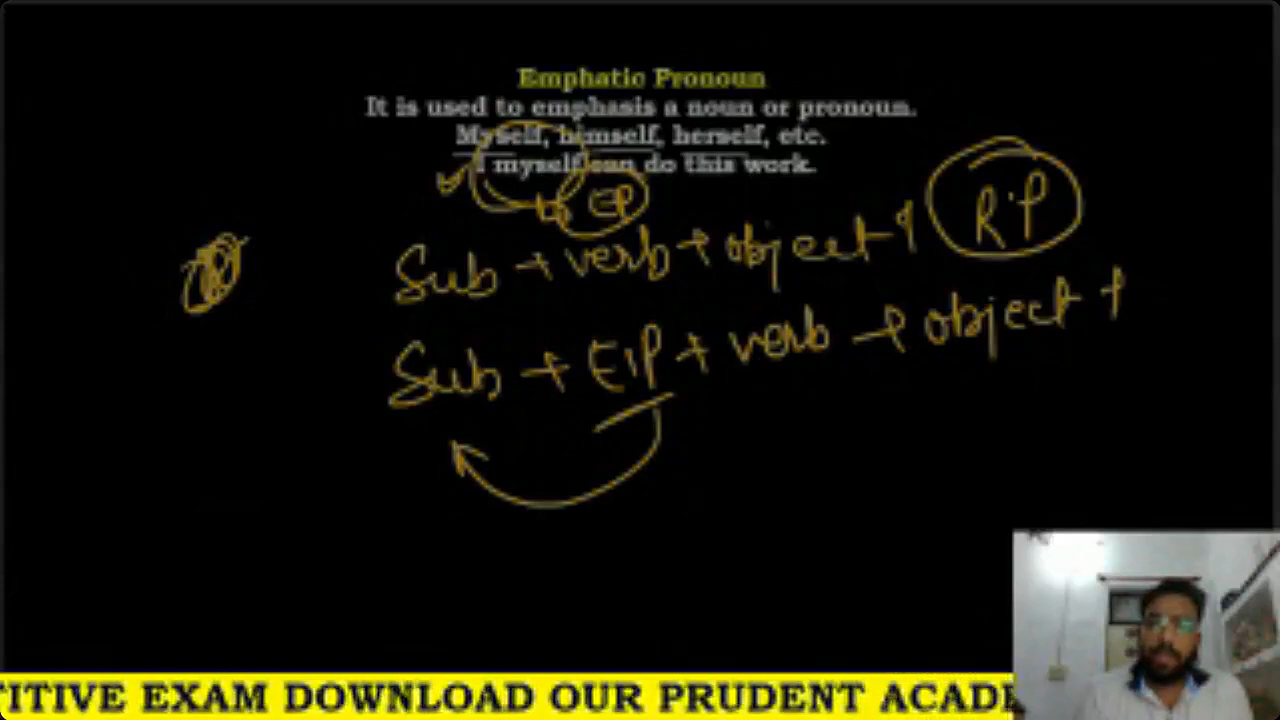 Emphatic Pronoun
It is used to emphasis a noun or pronoun.
Myself, himself, herself, etc.
I myself can do this work.
EP
Sub + verb + object + R.P
Sub + E.P + verb + object +
TITIVE EXAM DOWNLOAD OUR PRUDENT ACADE